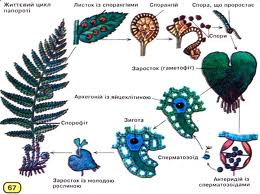 Життєвий цикл
папороті
Листок із спорангіями
Спорангій
Спора, що проростає
Спори
Заросток (гаметофіт)
Архегоній із яйцеклітиною
Зигота
Спорофіт
Сперматозоїд
Заросток із молодою
рослиною
Антеридій із
сперматозоїдами
67